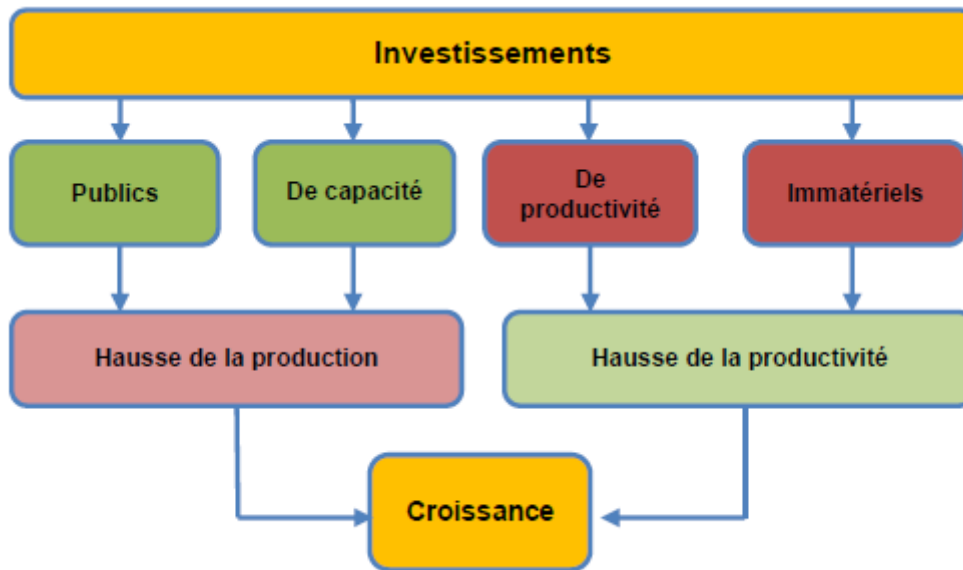 Investissements
Publics
De capacité
De
productivité
Immatériels
Hausse de la production
Hausse de la productivité
Croissance